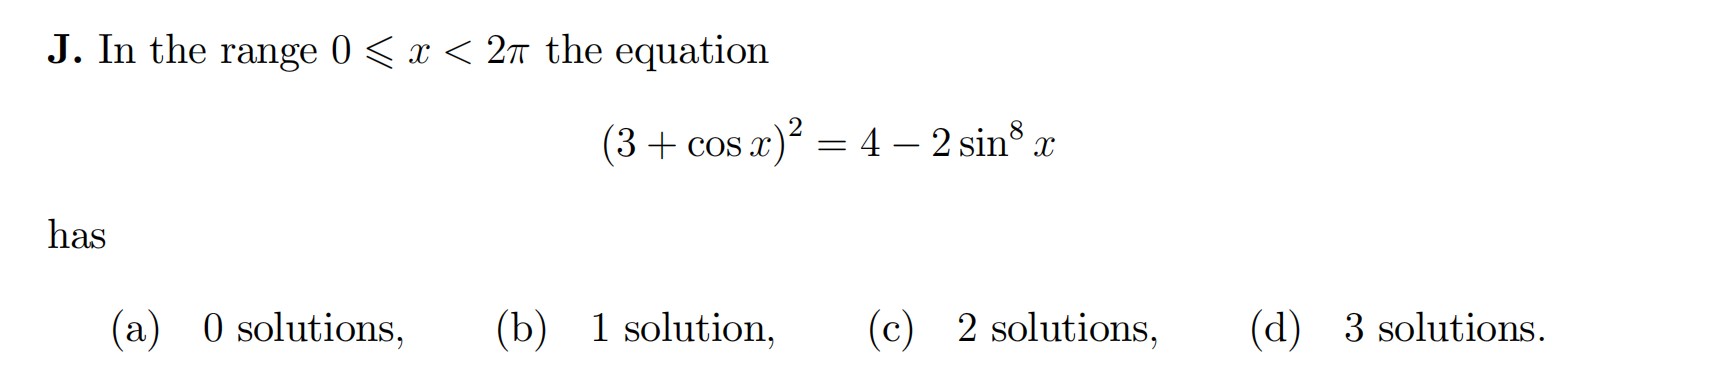 J. In the range 0 ⩽ x < 2π the equation
(3 + cos x)² = 4 − 2 sin⁸ x
has
(a) 0 solutions, (b) 1 solution, (c) 2 solutions, (d) 3 solutions.